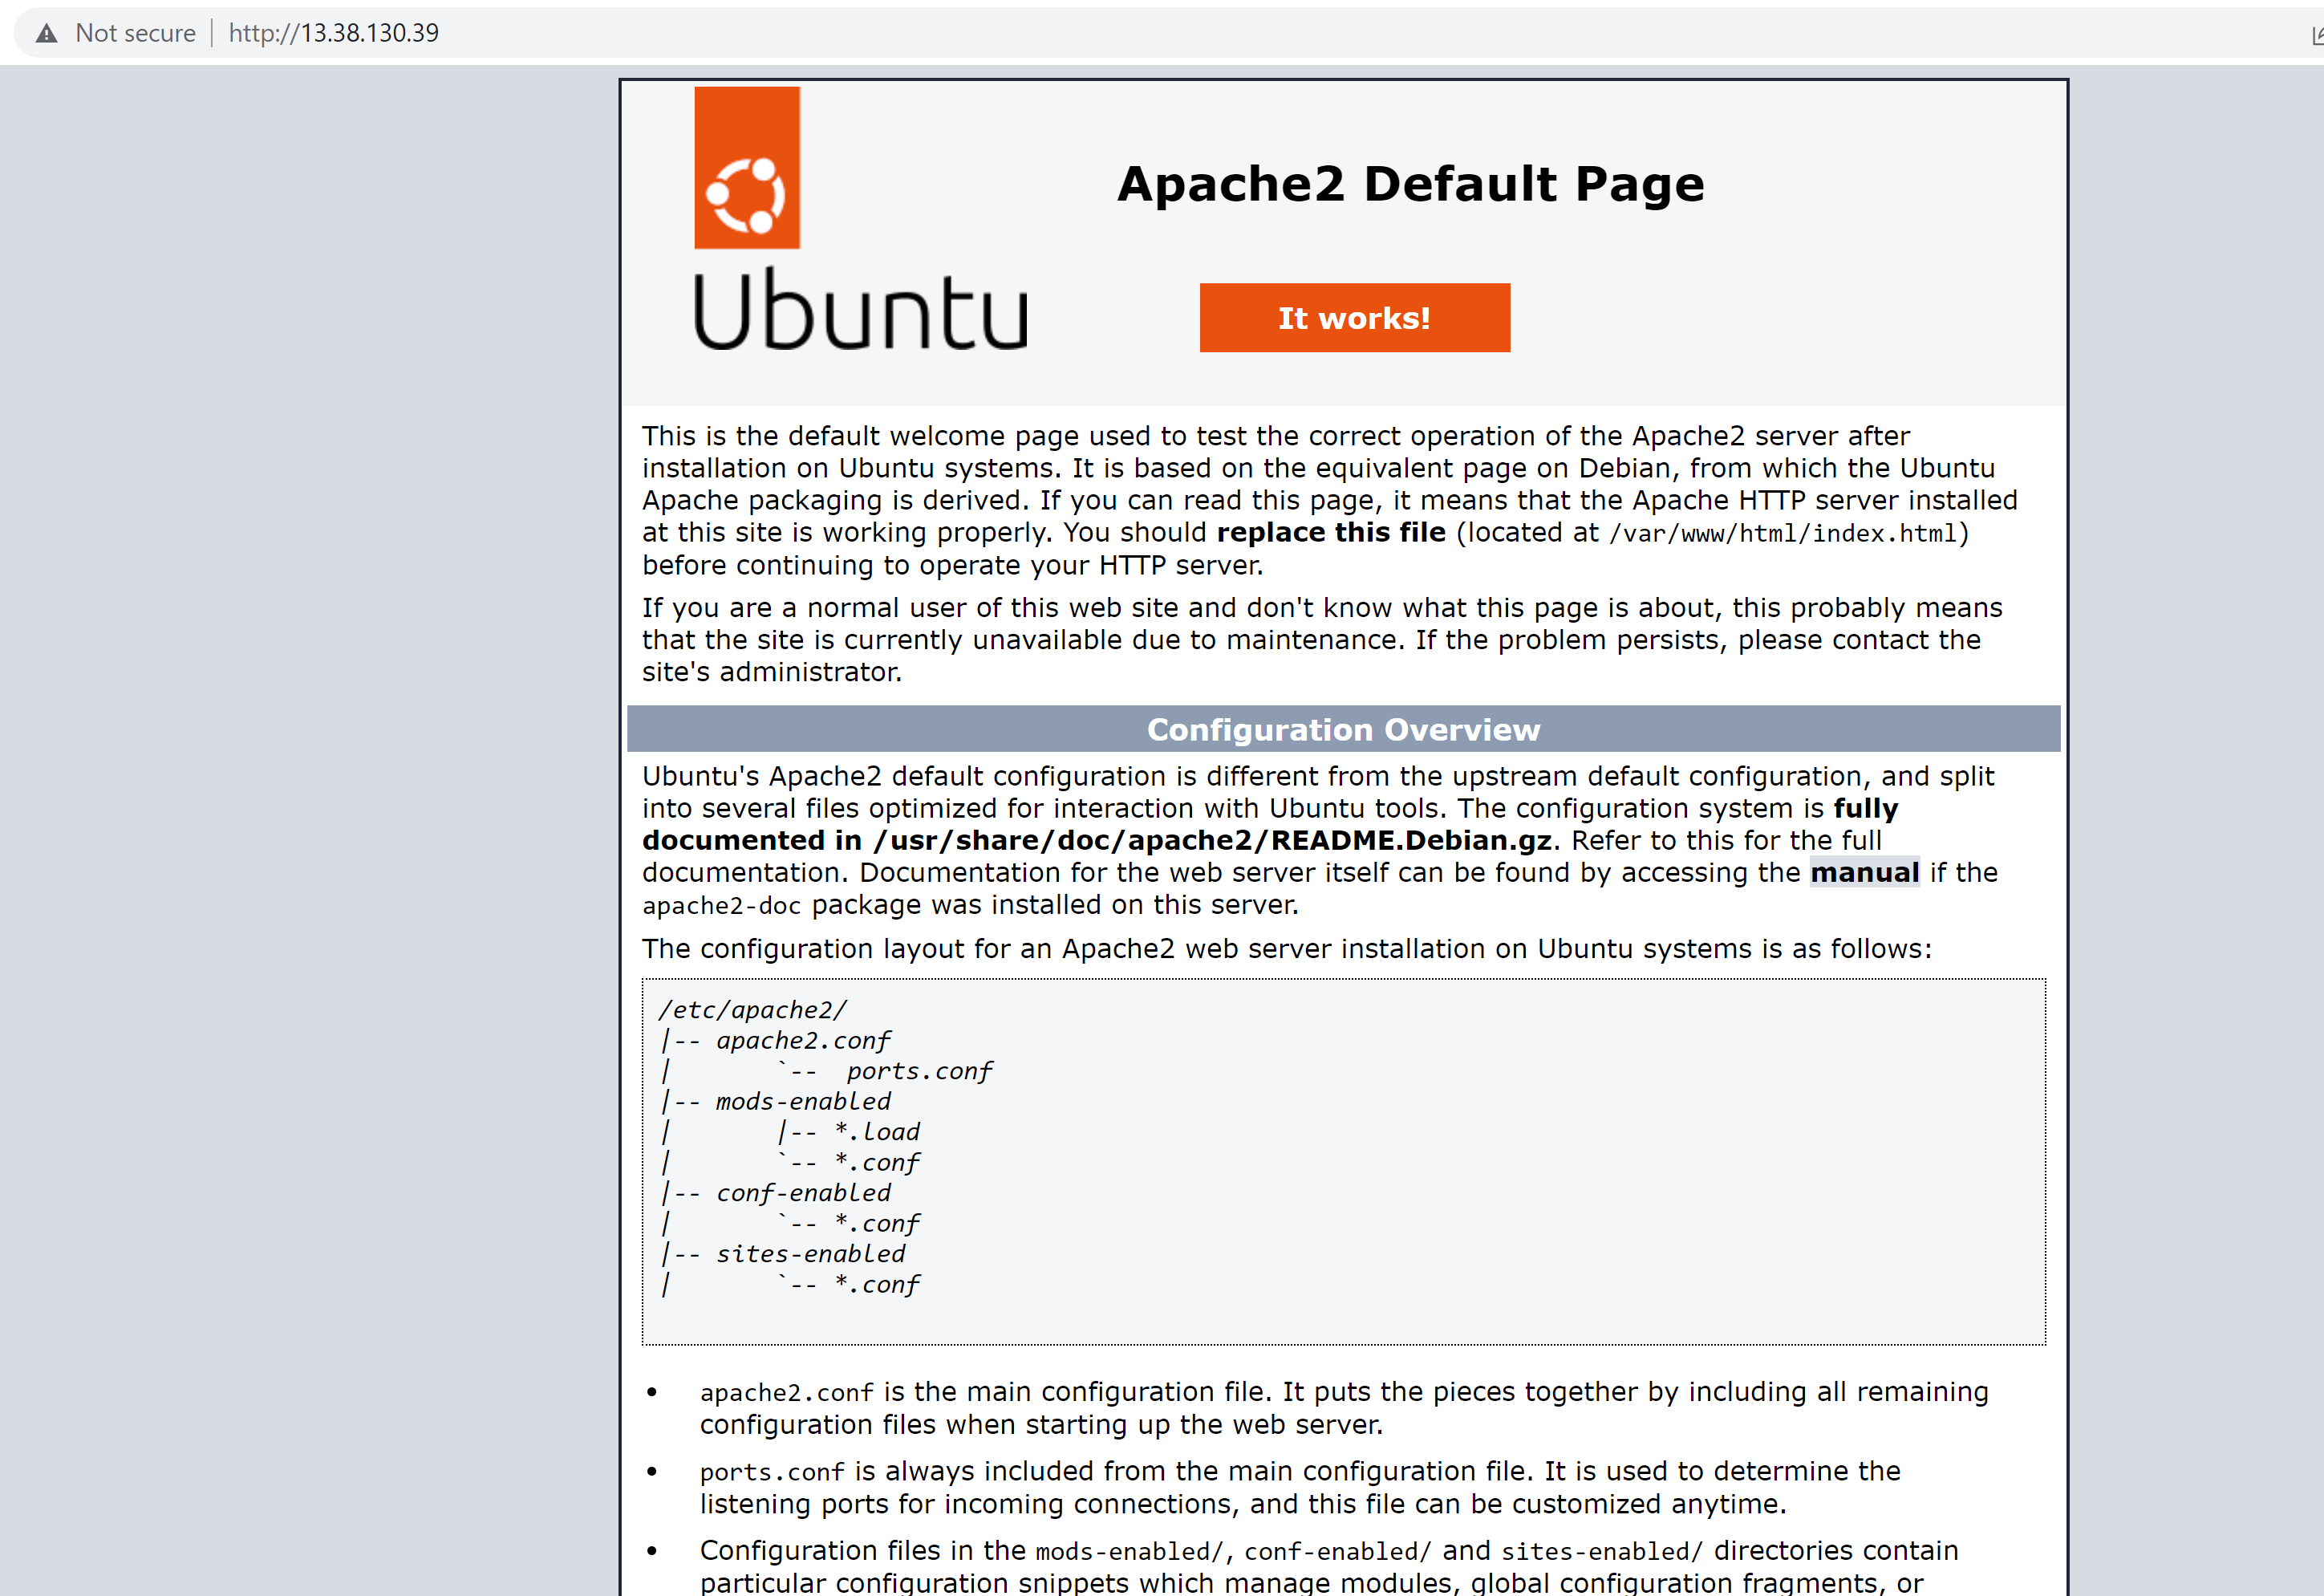 Not secure | http://13.38.130.39
Apache2 Default Page
Ubuntu
It works!
This is the default welcome page used to test the correct operation of the Apache2 server after
installation on Ubuntu systems. It is based on the equivalent page on Debian, from which the Ubuntu
Apache packaging is derived. If you can read this page, it means that the Apache HTTP server installed
at this site is working properly. You should replace this file (located at /var/www/html/index.html)
before continuing to operate your HTTP server.
If you are a normal user of this web site and don't know what this page is about, this probably means
that the site is currently unavailable due to maintenance. If the problem persists, please contact the
site's administrator.
Configuration Overview
Ubuntu's Apache2 default configuration is different from the upstream default configuration, and split
into several files optimized for interaction with Ubuntu tools. The configuration system is fully
documented in /usr/share/doc/apache2/README.Debian.gz. Refer to this for the full
documentation. Documentation for the web server itself can be found by accessing the manual if the
apache2-doc package was installed on this server.
The configuration layout for an Apache2 web server installation on Ubuntu systems is as follows:
/etc/apache2/
|-- apache2.conf
|       `--  ports.conf
|-- mods-enabled
|       |-- *.load
|       `-- *.conf
|-- conf-enabled
|       `-- *.conf
|-- sites-enabled
|       `-- *.conf
• apache2.conf is the main configuration file. It puts the pieces together by including all remaining
configuration files when starting up the web server.
• ports.conf is always included from the main configuration file. It is used to determine the
listening ports for incoming connections, and this file can be customized anytime.
• Configuration files in the mods-enabled/, conf-enabled/ and sites-enabled/ directories contain
particular configuration snippets which manage modules, global configuration fragments, or